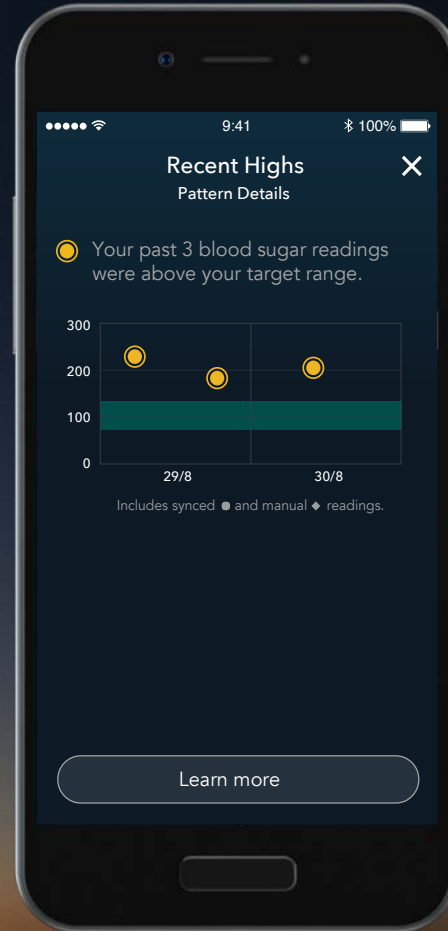 9:41
100%
Recent Highs
Pattern Details
Your past 3 blood sugar readings
were above your target range.
300
200
100
0
29/8
30/8
Includes synced ● and manual ◆ readings.
Learn more